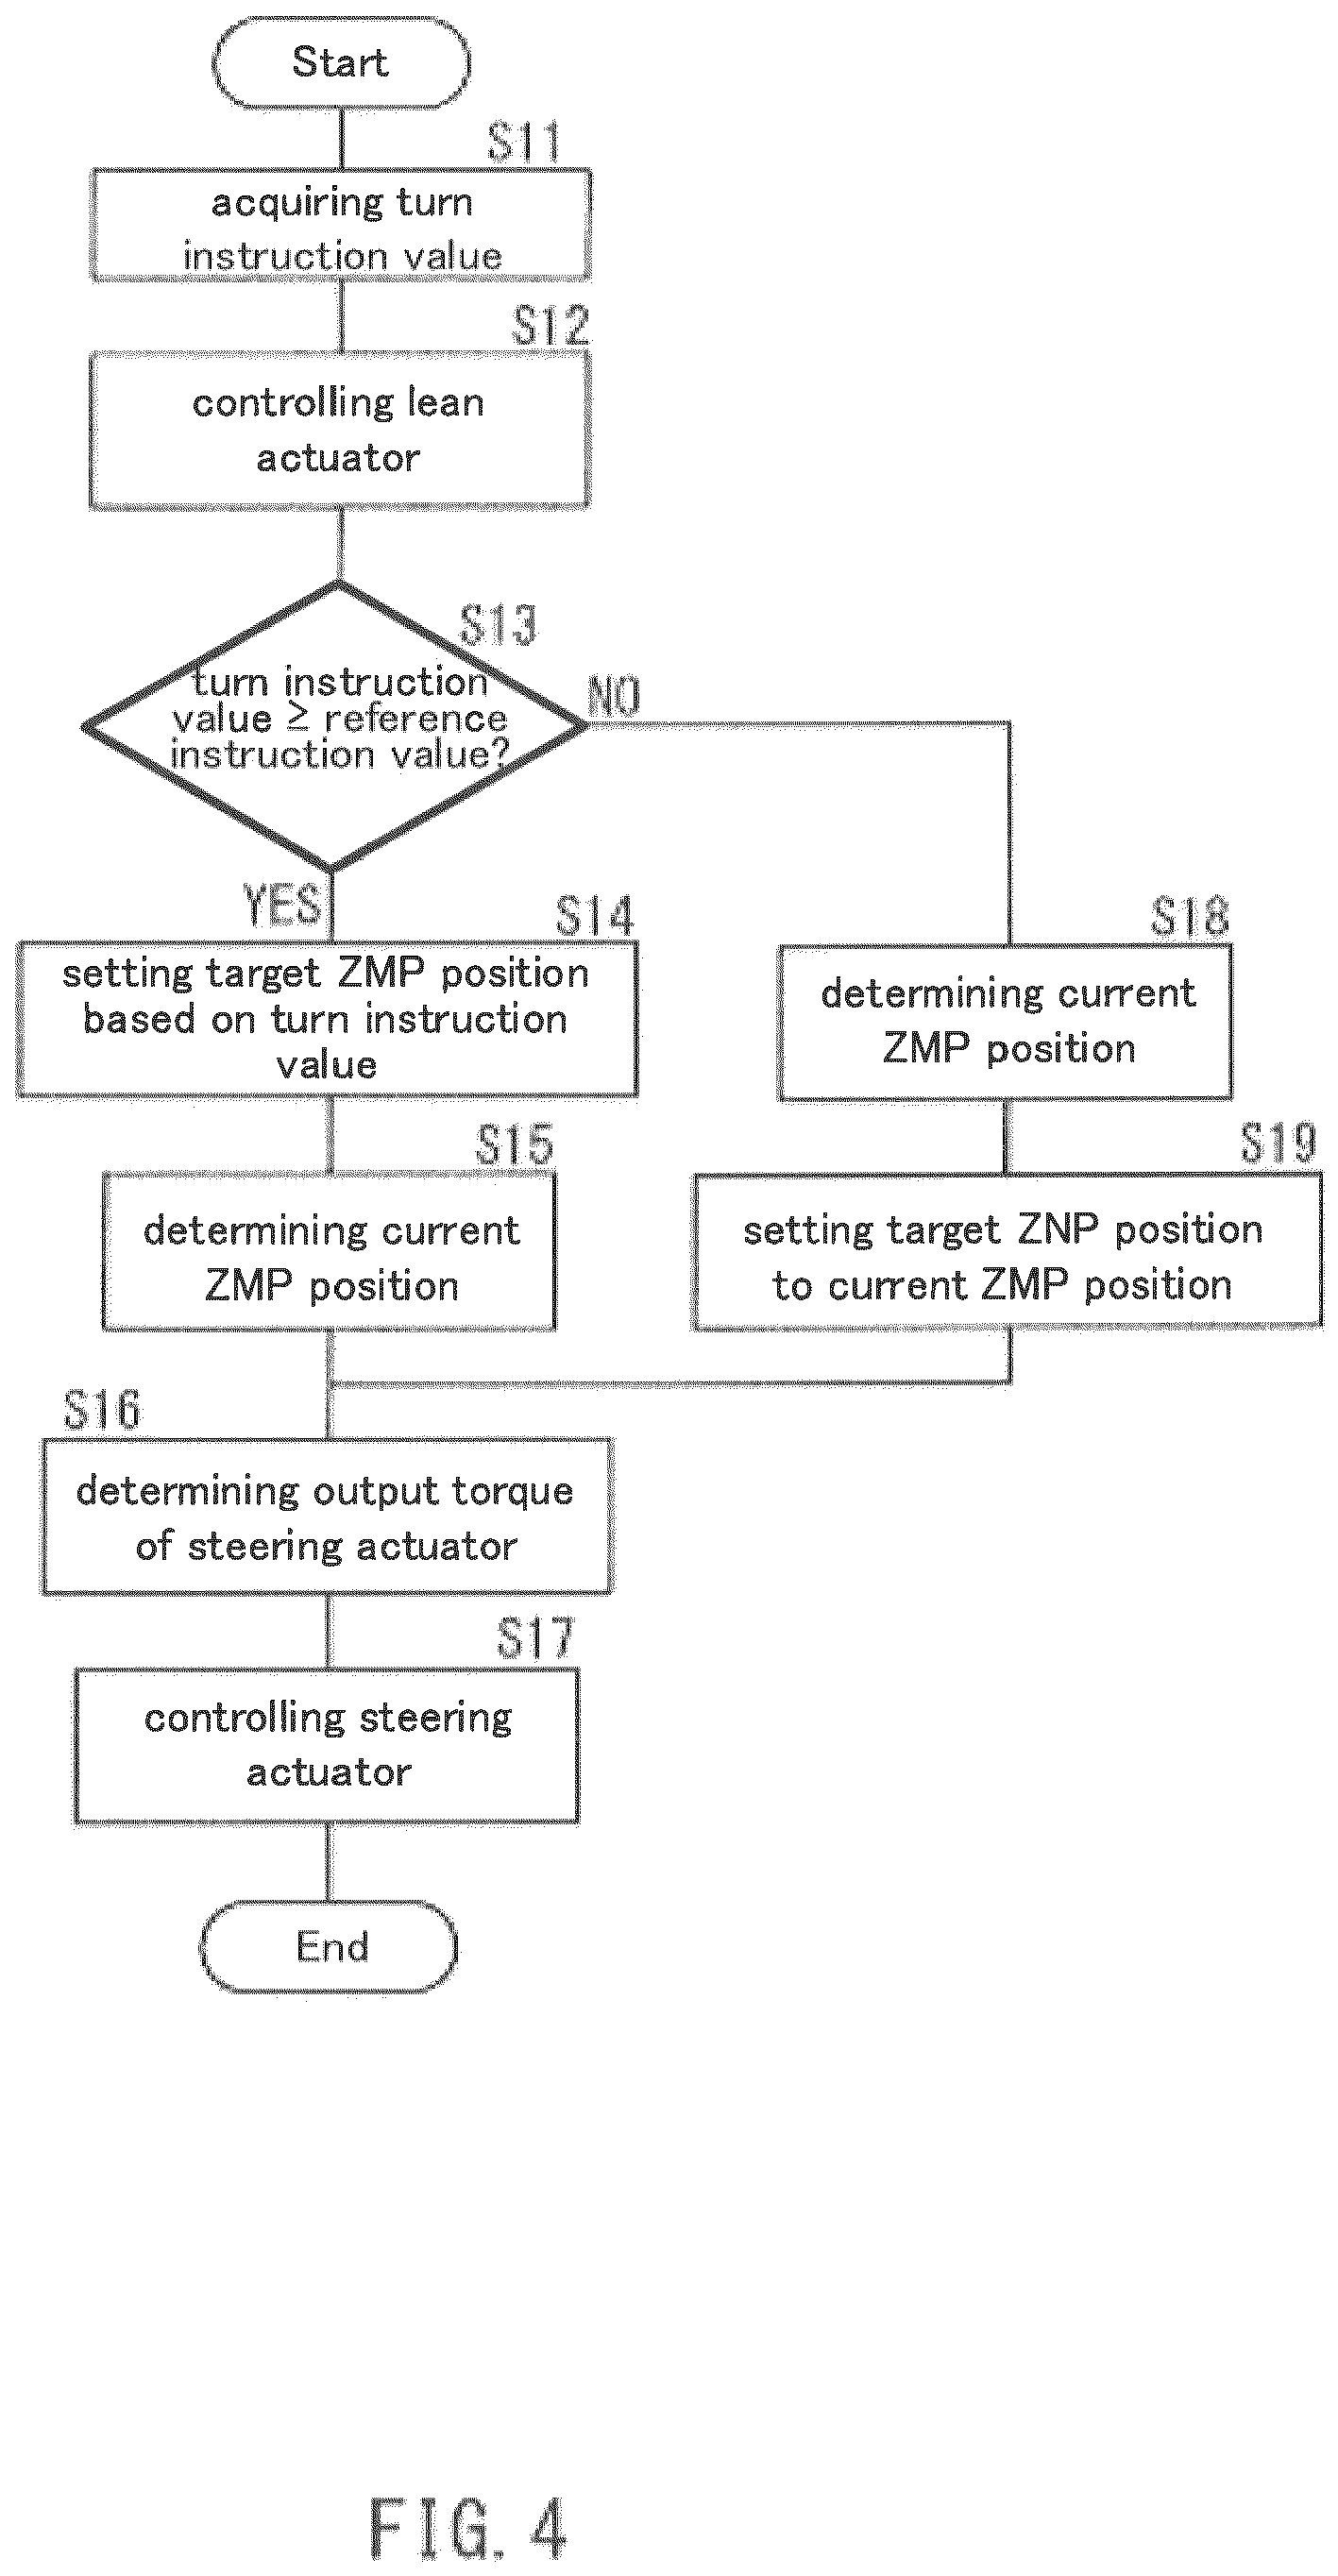 Start
S11
acquiring turn
instruction value
S12
controlling lean
actuator
S13
turn instruction
value ≥ reference
instruction value?
NO
YES
S14
setting target ZMP position
based on turn instruction
value
S18
determining current
ZMP position
S15
determining current
ZMP position
S19
setting target ZNP position
to current ZMP position
S16
determining output torque
of steering actuator
S17
controlling steering
actuator
End
FIG. 4